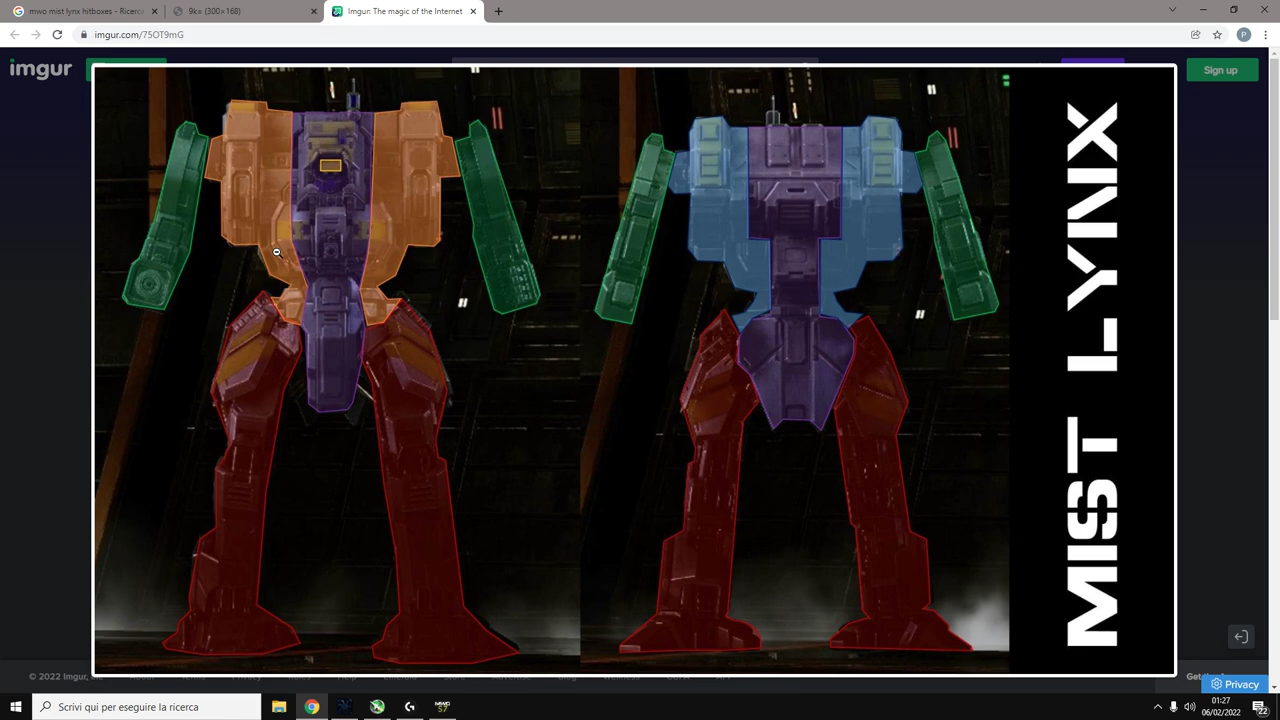 mwo mist lynx hitboxes - Ricerca
9k= (300×168)
Imgur: The magic of the Internet
imgur.com/75OT9mG
P
imgur
Sign up
MIST LYNX
© 2022 Imgur, Inc
Privacy
Scrivi qui per eseguire la ricerca
01:27
06/02/2022
22